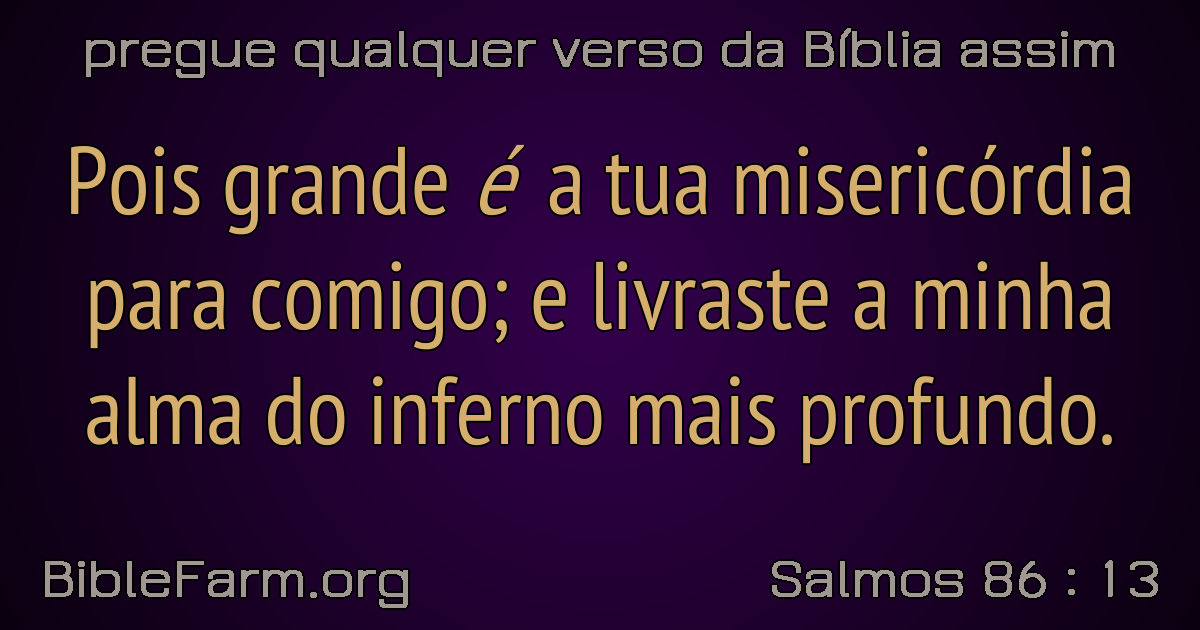 pregue qualquer verso da Bíblia assim
Pois grande é a tua misericórdia
para comigo; e livraste a minha
alma do inferno mais profundo.
BibleFarm.org
Salmos 86 : 13